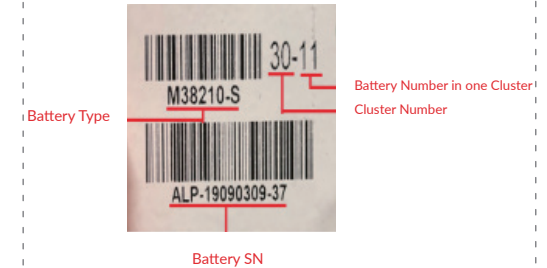 30-11
M38210-S
Battery Number in one Cluster
Cluster Number
Battery Type
ALP-19090309-37
Battery SN